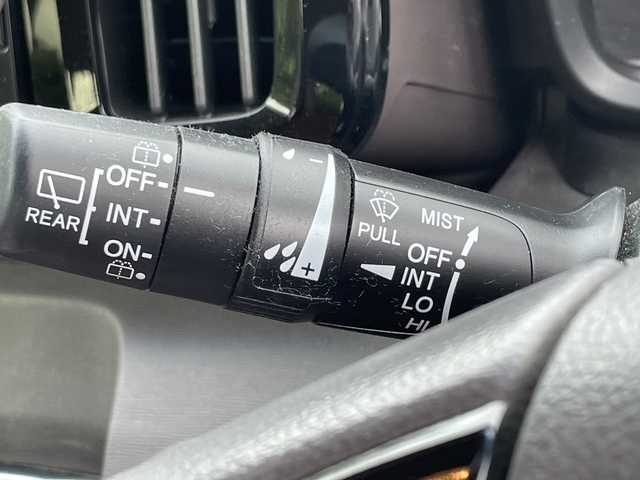 REAR
OFF
INT
ON
- 
+
PULL
MIST
OFF
INT
LO
HI